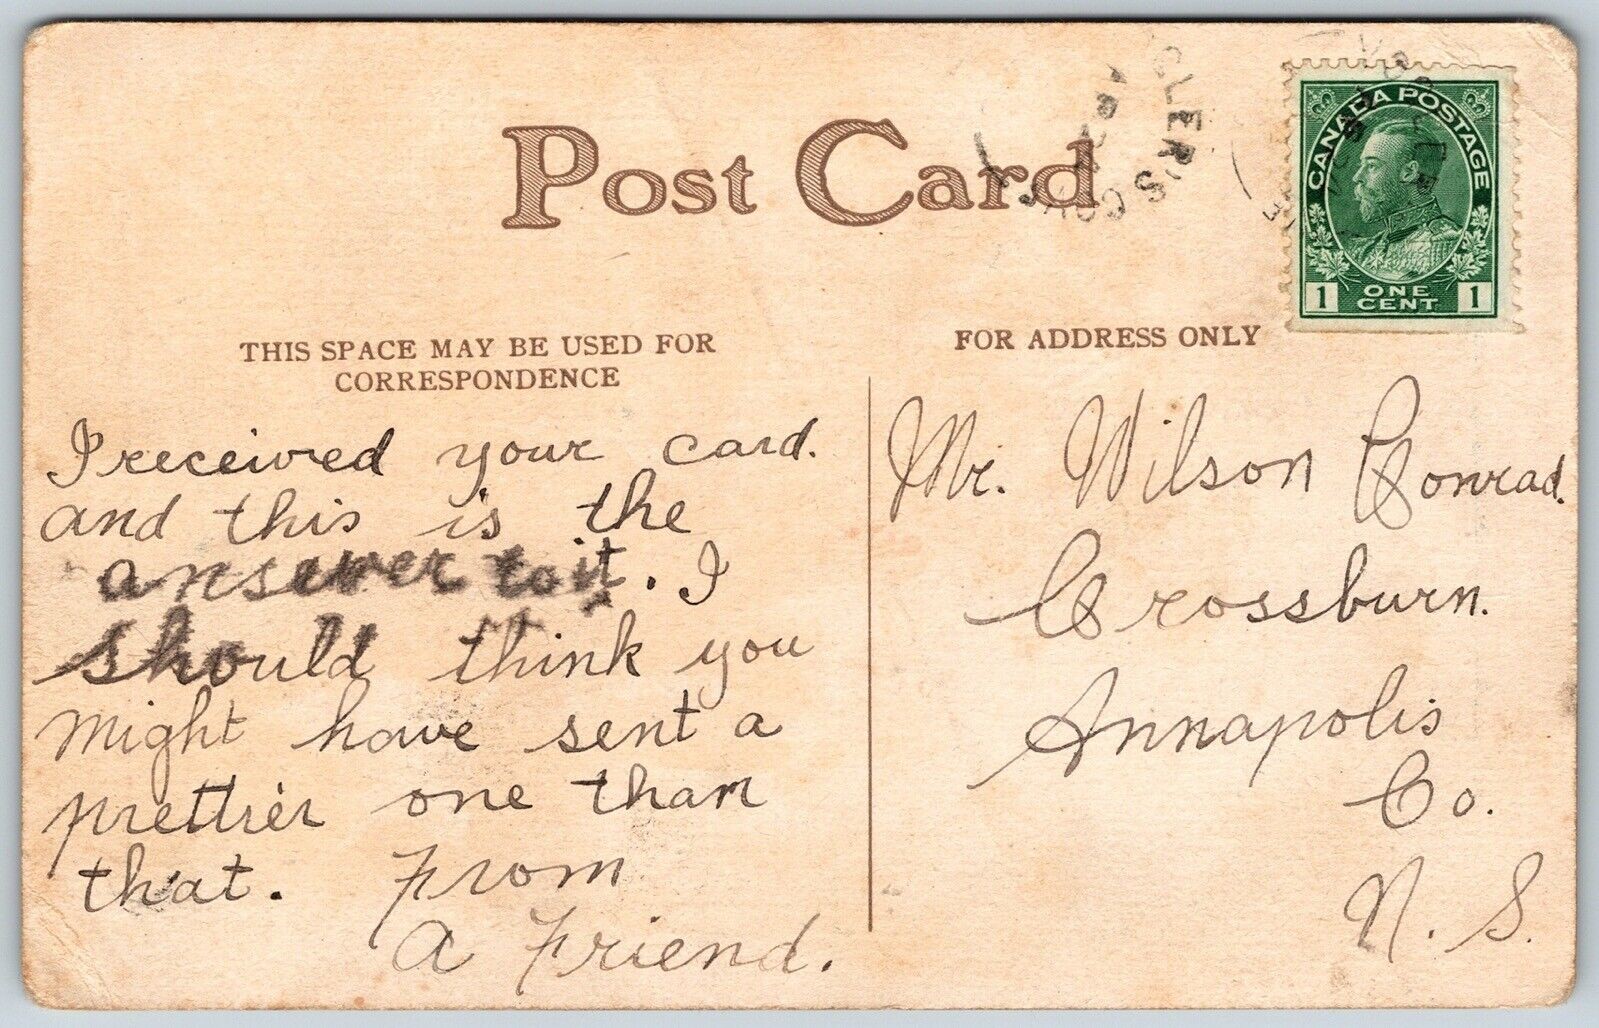 Post Card
CANADA POSTAGE
1 ONE CENT 1
THIS SPACE MAY BE USED FOR
CORRESPONDENCE
FOR ADDRESS ONLY
I received your card.
and this is the
answer to it. I
should think you
might have sent a
prettier one than
that. From
A Friend.
Mr. Wilson Conrad.
Crossburn.
Annapolis
Co.
N. S.